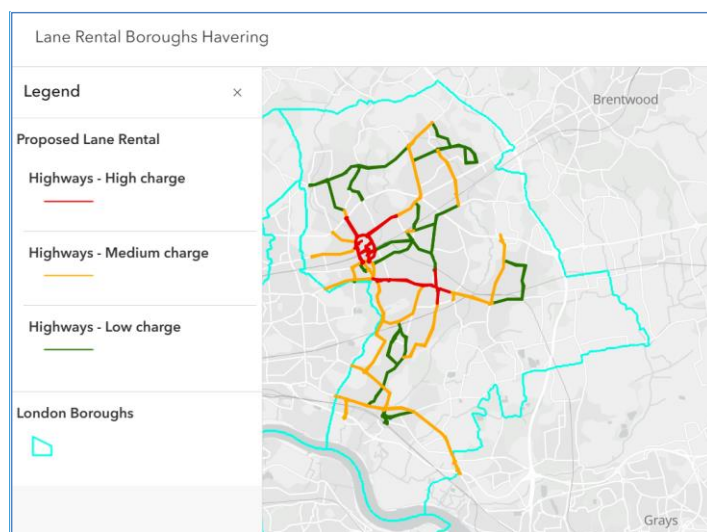 Lane Rental Boroughs Havering
Legend
×
Proposed Lane Rental
Highways - High charge
Highways - Medium charge
Highways - Low charge
London Boroughs
Brentwood
Grays